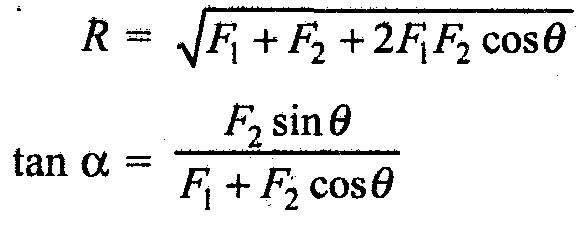 R = √(F₁ + F₂ + 2F₁F₂ cosθ)
tan α = F₂ sinθ / (F₁ + F₂ cosθ)